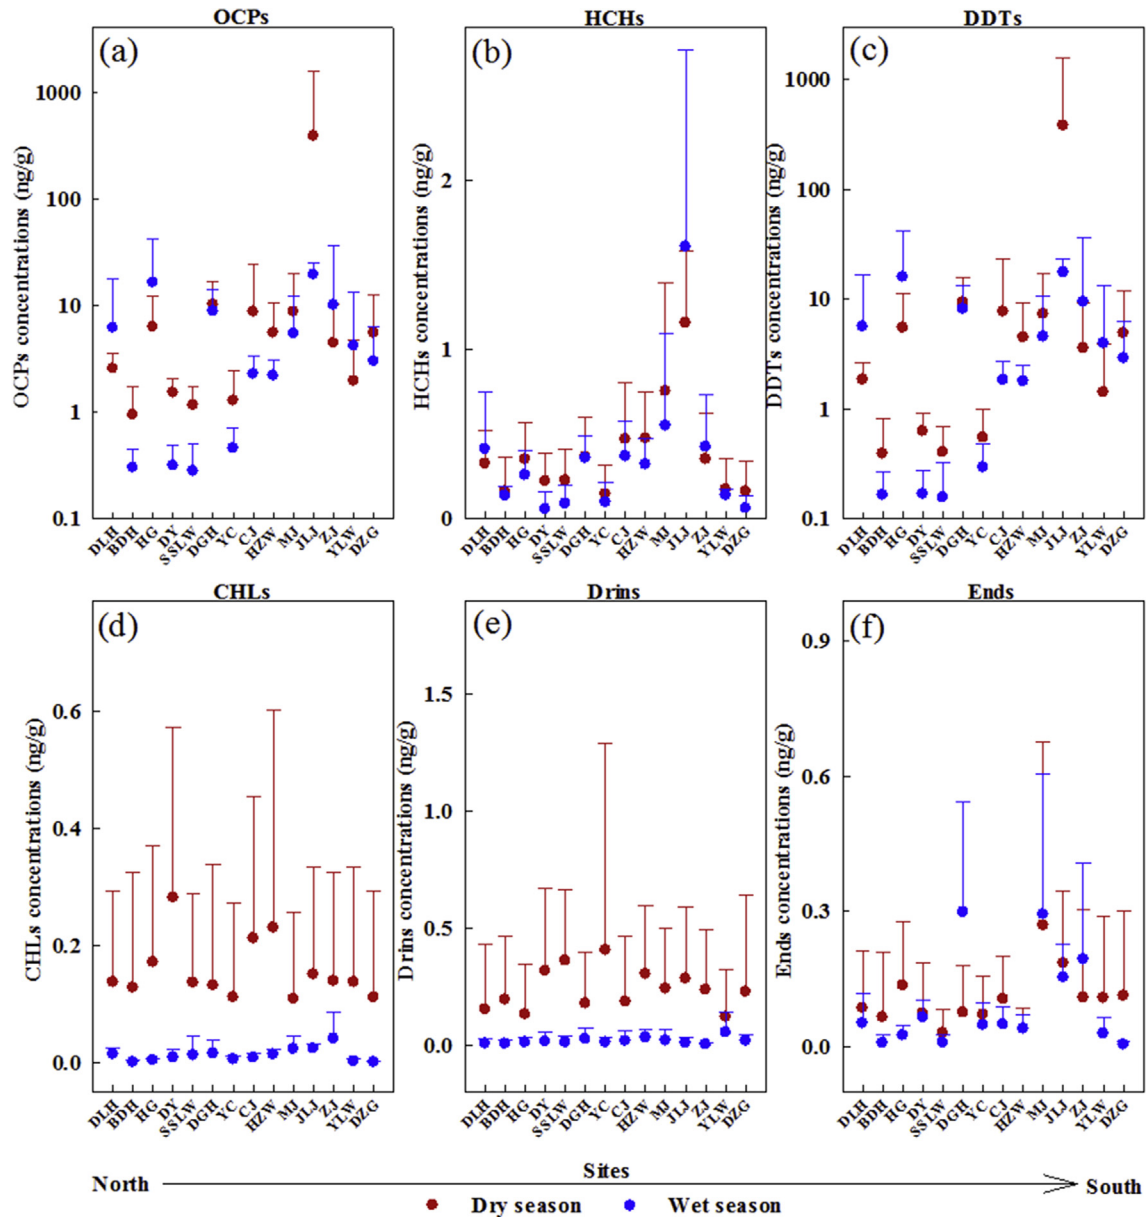 OCPs
HCHs
DDTs
(a)
(b)
(c)
OCPs concentrations (ng/g)
1000
100
10
1
0.1
HCHs concentrations (ng/g)
2
1
0
DDTs concentrations (ng/g)
1000
100
10
1
0.1
DLH BDH HG DY SSLW DGH YC CJ HZW MJ JLJ ZJ YLW DZG
DLH BDH HG DY SSLW DGH YC CJ HZW MJ JLJ ZJ YLW DZG
DLH BDH HG DY SSLW DGH YC CJ HZW MJ JLJ ZJ YLW DZG
CHLs
Drins
Ends
(d)
(e)
(f)
CHLs concentrations (ng/g)
0.6
0.4
0.2
0.0
Drins concentrations (ng/g)
1.5
1.0
0.5
0.0
Ends concentrations (ng/g)
0.9
0.6
0.3
0.0
DLH BDH HG DY SSLW DGH YC CJ HZW MJ JLJ ZJ YLW DZG
DLH BDH HG DY SSLW DGH YC CJ HZW MJ JLJ ZJ YLW DZG
DLH BDH HG DY SSLW DGH YC CJ HZW MJ JLJ ZJ YLW DZG
Sites
North
South
Dry season
Wet season